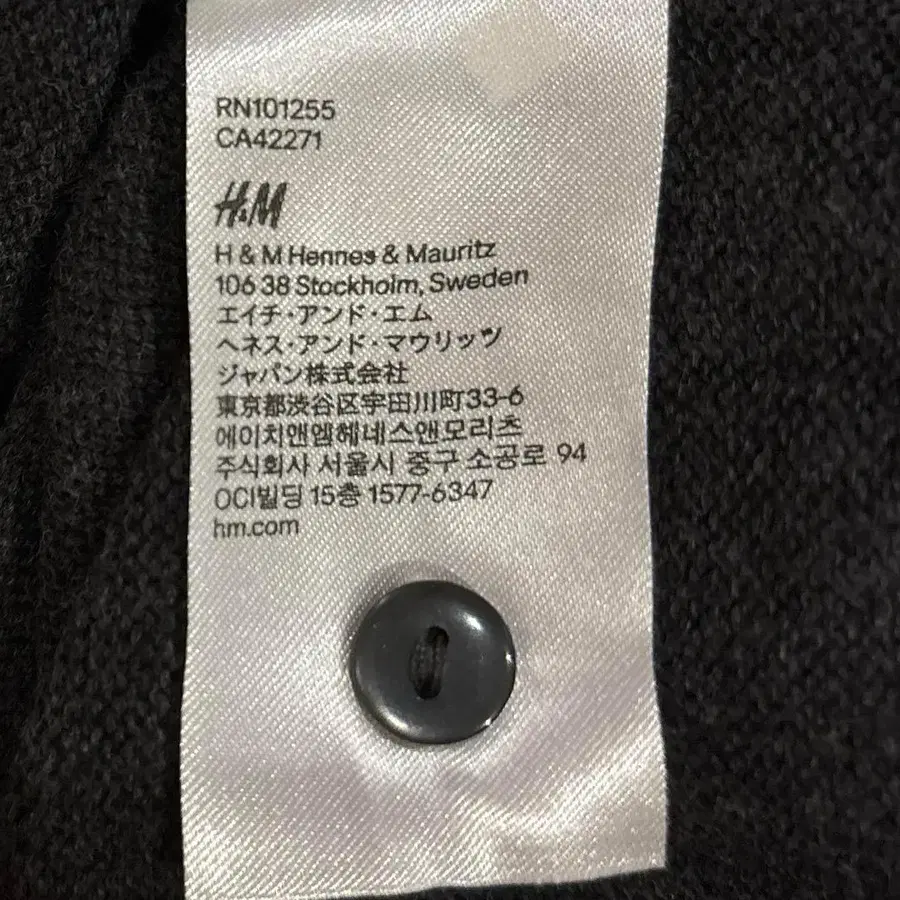 RN101255
CA42271
H&M
H & M Hennes & Mauritz
106 38 Stockholm, Sweden
エイチ・アンド・エム
ヘネス・アンド・マウリッツ
ジャパン株式会社
東京都渋谷区宇田川町33-6
에이치앤엠헤네스앤모리츠
주식회사 서울시 중구 소공로 94
OCI빌딩 15층 1577-6347
hm.com